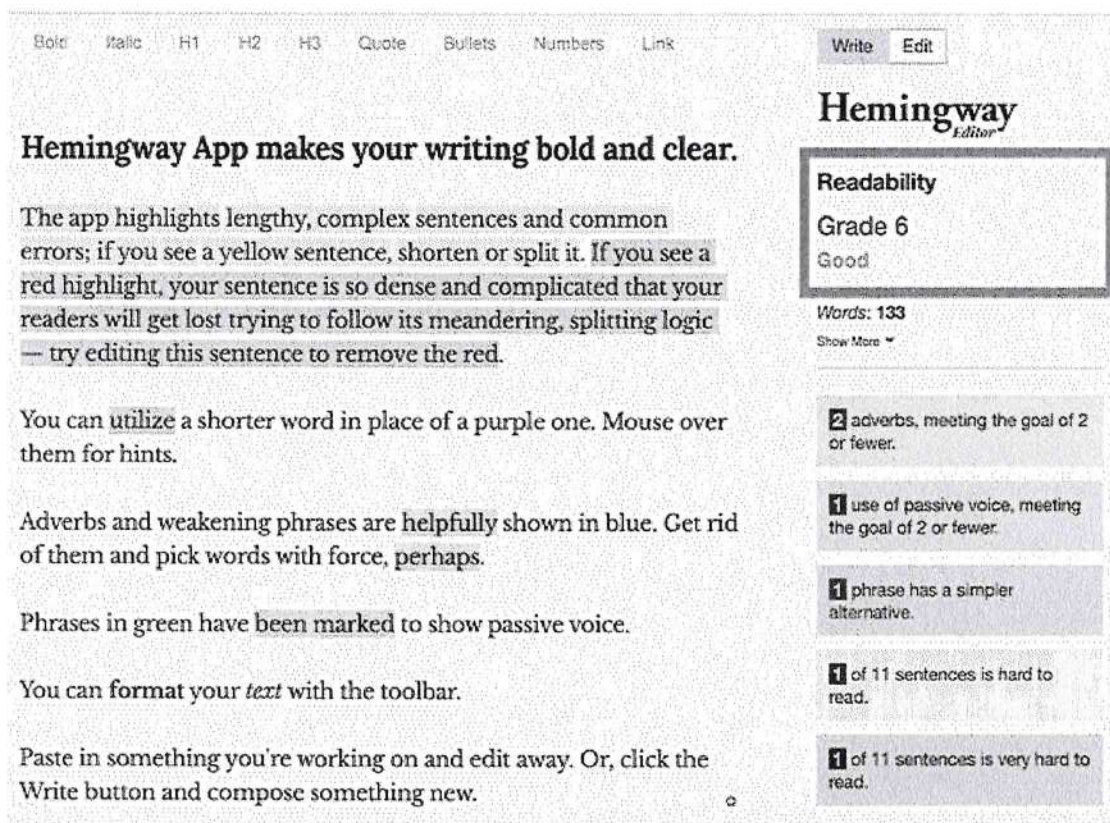 Bold Italic H1 H2 H3 Quote Bullets Numbers Link
Hemingway App makes your writing bold and clear.
The app highlights lengthy, complex sentences and common
errors; if you see a yellow sentence, shorten or split it. If you see a
red highlight, your sentence is so dense and complicated that your
readers will get lost trying to follow its meandering, splitting logic
— try editing this sentence to remove the red.
You can utilize a shorter word in place of a purple one. Mouse over
them for hints.
Adverbs and weakening phrases are helpfully shown in blue. Get rid
of them and pick words with force, perhaps.
Phrases in green have been marked to show passive voice.
You can format your text with the toolbar.
Paste in something you're working on and edit away. Or, click the
Write button and compose something new.
Write Edit
Hemingway
Editor
Readability
Grade 6
Good
Words: 133
Show More
2 adverbs, meeting the goal of 2
or fewer.
1 use of passive voice, meeting
the goal of 2 or fewer.
1 phrase has a simpler
alternative.
1 of 11 sentences is hard to
read.
1 of 11 sentences is very hard to
read.